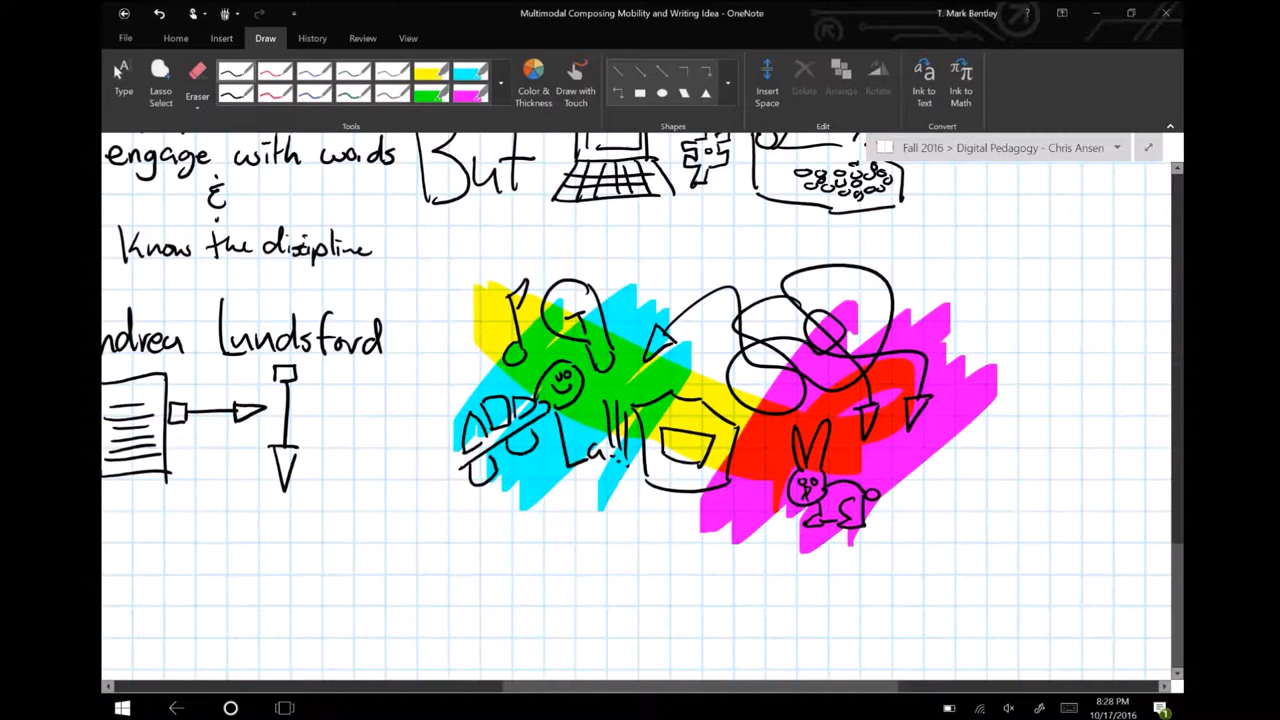 Multimodal Composing Mobility and Writing Idea - OneNote
T. Mark Bentley
?
File
Home
Insert
Draw
History
Review
View
Type
Lasso Select
Eraser
Color & Thickness
Draw with Touch
Insert Space
Delete
Arrange
Rotate
Ink to Text
Ink to Math
Tools
Shapes
Edit
Convert
Fall 2016 > Digital Pedagogy - Chris Ansen
engage with words
&
Know the discipline
But
ndrea Lundsford
La!!!
8:28 PM
10/17/2016
1